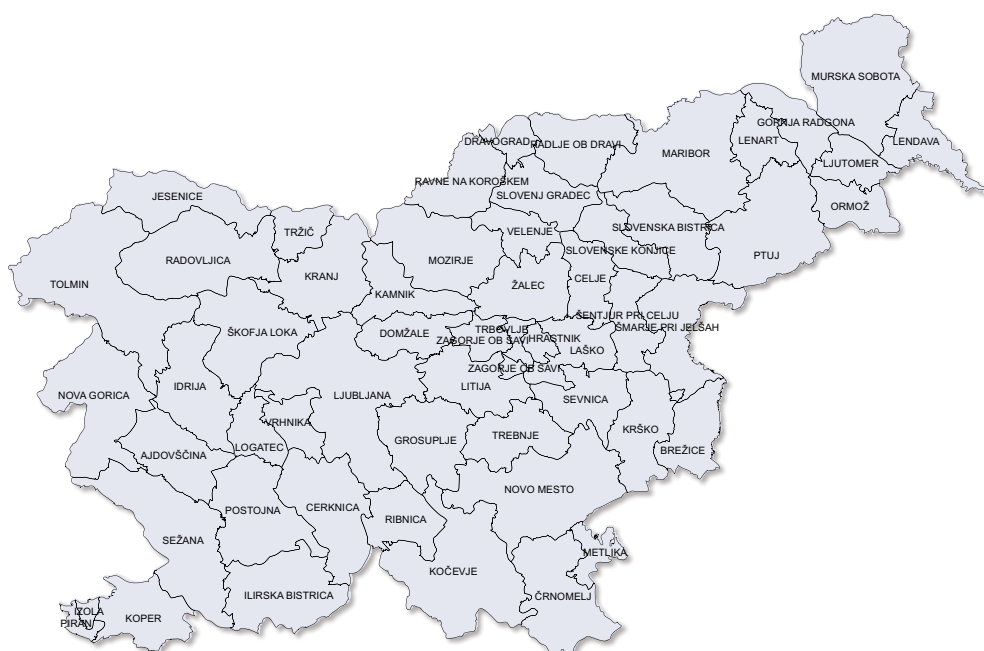 MURSKA SOBOTA
GORNJA RADGONA
DRAVOGRAD
RADLJE OB DRAVI
LENART
LENDAVA
MARIBOR
LJUTOMER
RAVNE NA KOROŠKEM
SLOVENJ GRADEC
JESENICE
ORMOŽ
TRŽIČ
VELENJE
SLOVENSKA BISTRICA
SLOVENSKE KONJICE
PTUJ
RADOVLJICA
MOZIRJE
KRANJ
CELJE
TOLMIN
ŽALEC
KAMNIK
ŠENTJUR PRI CELJU
ŠMARJE PRI JELŠAH
ŠKOFJA LOKA
DOMŽALE
TRBOVLJE
ZAGORJE OB SAVI
HRASTNIK
LAŠKO
ZAGORJE OB SAVI
IDRIJA
LITIJA
NOVA GORICA
LJUBLJANA
SEVNICA
VRHNIKA
KRŠKO
GROSUPLJE
TREBNJE
LOGATEC
BREŽICE
AJDOVŠČINA
NOVO MESTO
POSTOJNA
CERKNICA
RIBNICA
SEŽANA
METLIKA
KOČEVJE
ILIRSKA BISTRICA
ČRNOMELJ
IZOLA
PIRAN
KOPER